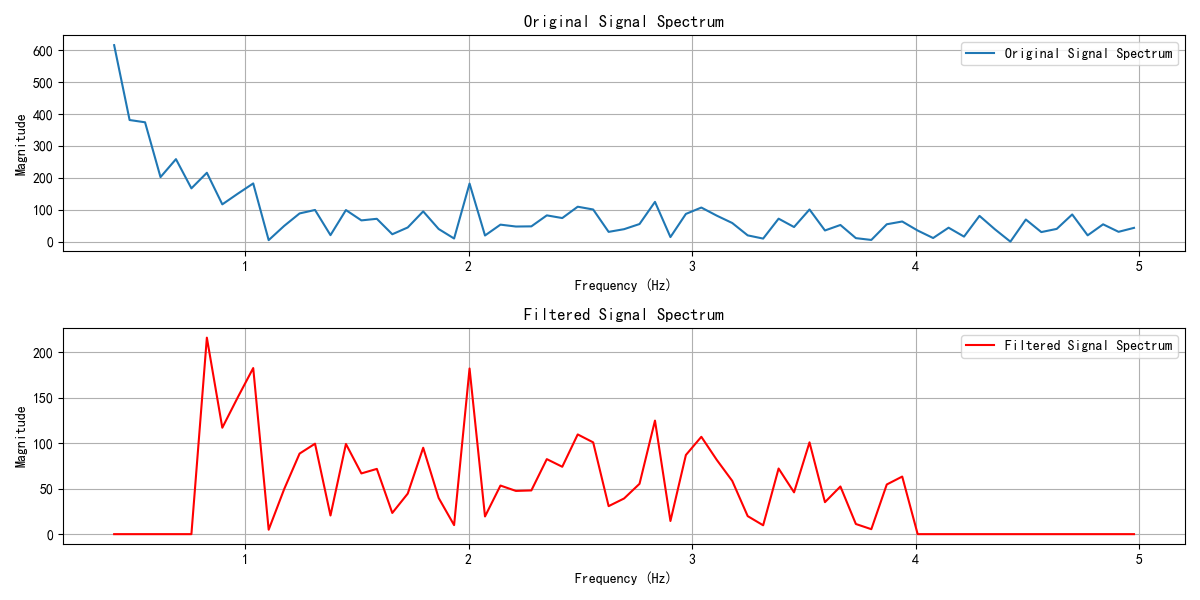 Original Signal Spectrum
600
500
400
300
200
100
0
Magnitude
Original Signal Spectrum
1
2
3
4
5
Frequency (Hz)
Filtered Signal Spectrum
200
150
100
50
0
Magnitude
Filtered Signal Spectrum
1
2
3
4
5
Frequency (Hz)